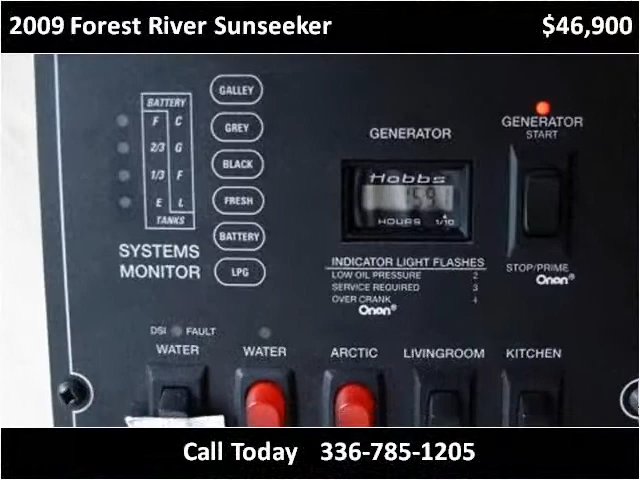 2009 Forest River Sunseeker $46,900
BATTERY
F C
2/3 G
1/3 F
E L
TANKS
SYSTEMS
MONITOR
GALLEY
GREY
BLACK
FRESH
BATTERY
LPG
GENERATOR
Hobbs
HOURS 1/10
INDICATOR LIGHT FLASHES
LOW OIL PRESSURE 2
SERVICE REQUIRED 3
OVER CRANK 4
Onan®
GENERATOR
START
STOP/PRIME
Onan®
DSI FAULT
WATER
WATER
ARCTIC
LIVINGROOM
KITCHEN
Call Today 336-785-1205